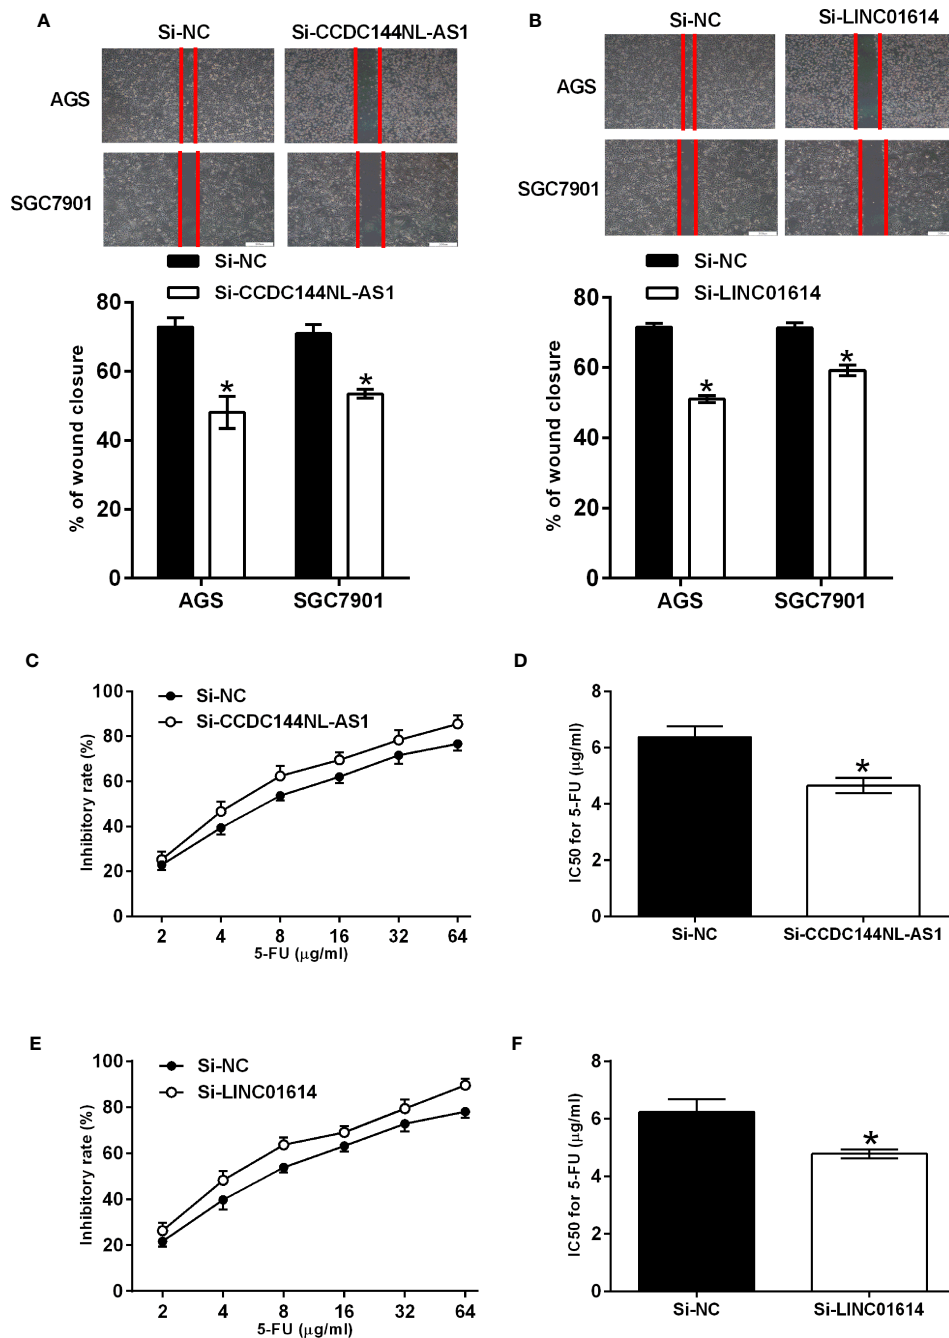 A
Si-NC Si-CCDC144NL-AS1
AGS
SGC7901
Si-NC
Si-CCDC144NL-AS1
80
60
40
20
0
% of wound closure
*
*
AGS SGC7901
B
Si-NC Si-LINC01614
AGS
SGC7901
Si-NC
Si-LINC01614
80
60
40
20
0
% of wound closure
*
*
AGS SGC7901
C
Si-NC
Si-CCDC144NL-AS1
100
80
60
40
20
0
Inhibitory rate (%)
2 4 8 16 32 64
5-FU (μg/ml)
D
8
6
4
2
0
IC50 for 5-FU (μg/ml)
*
Si-NC Si-CCDC144NL-AS1
E
Si-NC
Si-LINC01614
100
80
60
40
20
0
Inhibitory rate (%)
2 4 8 16 32 64
5-FU (μg/ml)
F
8
6
4
2
0
IC50 for 5-FU (μg/ml)
*
Si-NC Si-LINC01614